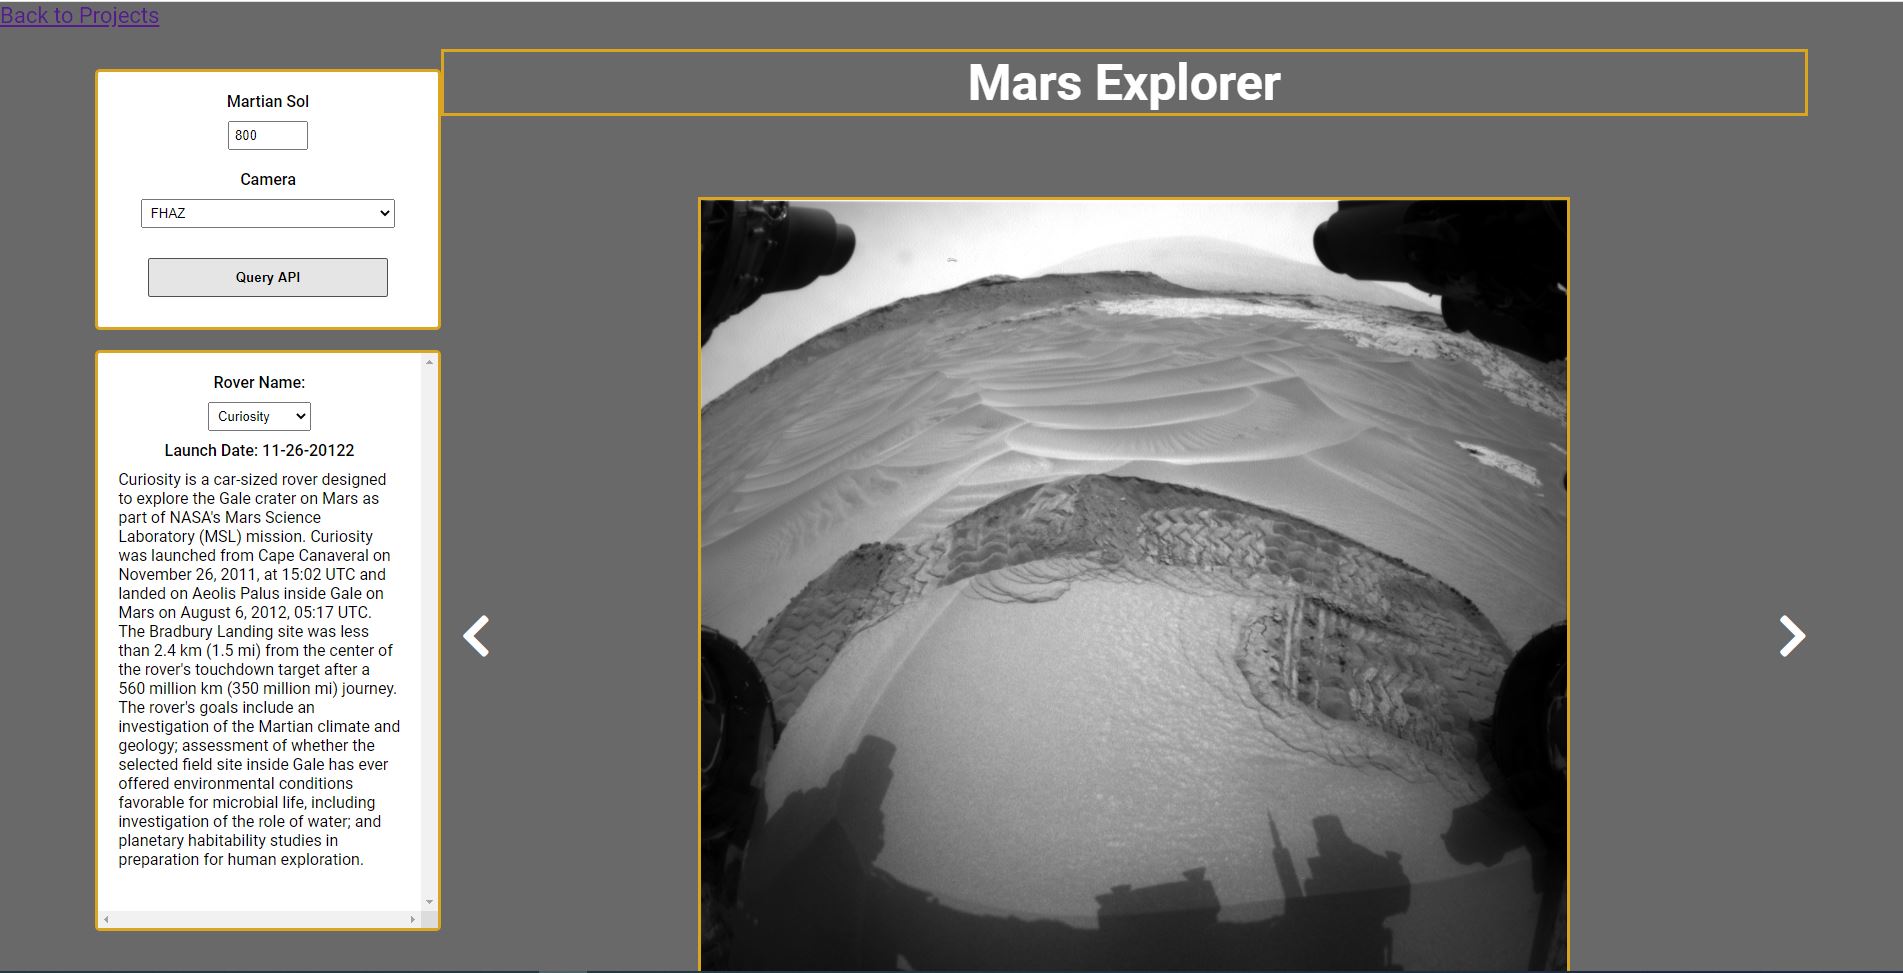 Back to Projects
Mars Explorer
Martian Sol
800
Camera
FHAZ
Query API
Rover Name:
Curiosity
Launch Date: 11-26-20122
Curiosity is a car-sized rover designed
to explore the Gale crater on Mars as
part of NASA's Mars Science
Laboratory (MSL) mission. Curiosity
was launched from Cape Canaveral on
November 26, 2011, at 15:02 UTC and
landed on Aeolis Palus inside Gale on
Mars on August 6, 2012, 05:17 UTC.
The Bradbury Landing site was less
than 2.4 km (1.5 mi) from the center of
the rover's touchdown target after a
560 million km (350 million mi) journey.
The rover's goals include an
investigation of the Martian climate and
geology; assessment of whether the
selected field site inside Gale has ever
offered environmental conditions
favorable for microbial life, including
investigation of the role of water; and
planetary habitability studies in
preparation for human exploration.